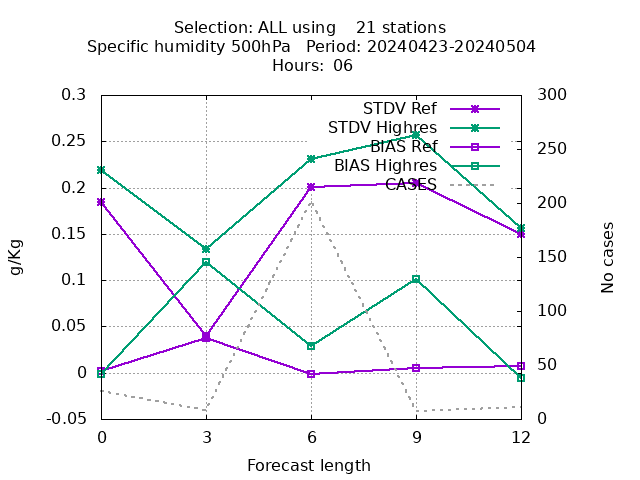 Selection: ALL using    21 stations
Specific humidity 500hPa   Period: 20240423-20240504
Hours:  06
STDV Ref
STDV Highres
BIAS Ref
BIAS Highres
CASES
0.3
0.25
0.2
0.15
0.1
0.05
0
-0.05
300
250
200
150
100
50
0
g/Kg
No cases
0 3 6 9 12
Forecast length